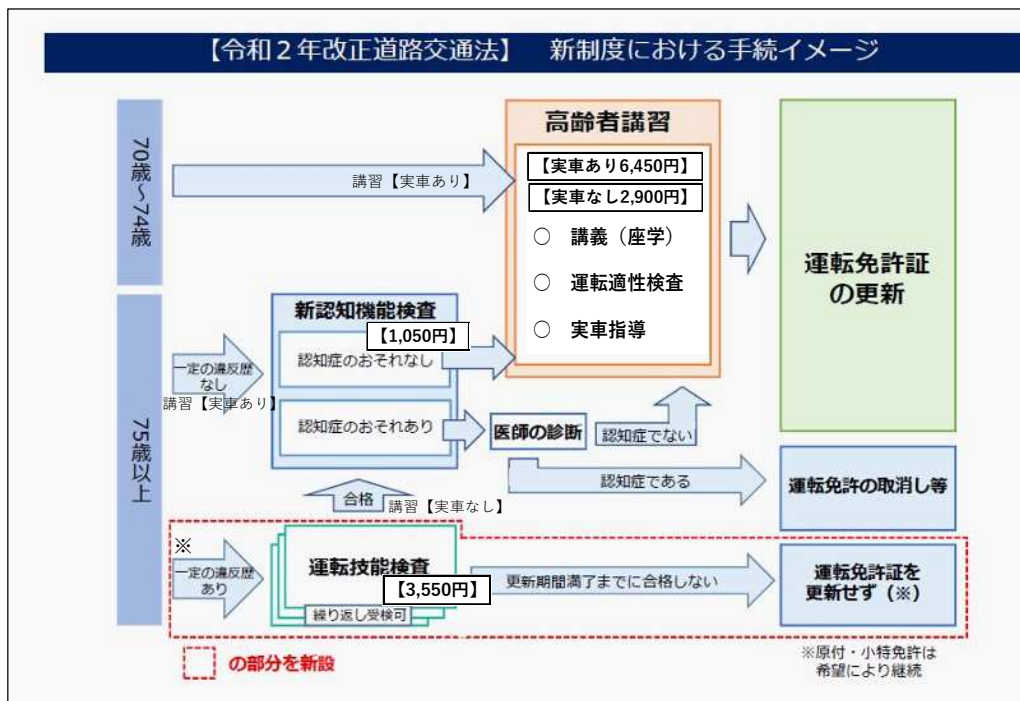 【令和２年改正道路交通法】　新制度における手続イメージ
70歳～74歳
講習【実車あり】
高齢者講習
【実車あり6,450円】
【実車なし2,900円】
○　講義（座学）
○　運転適性検査
○　実車指導
運転免許証
の更新
75歳以上
一定の違反歴
なし
講習【実車あり】
新認知機能検査
【1,050円】
認知症のおそれなし
認知症のおそれあり
医師の診断
認知症でない
認知症である
運転免許の取消し等
合格
講習【実車なし】
※
一定の違反歴
あり
運転技能検査
【3,550円】
繰り返し受検可
更新期間満了までに合格しない
運転免許証を
更新せず（※）
の部分を新設
※原付・小特免許は
希望により継続